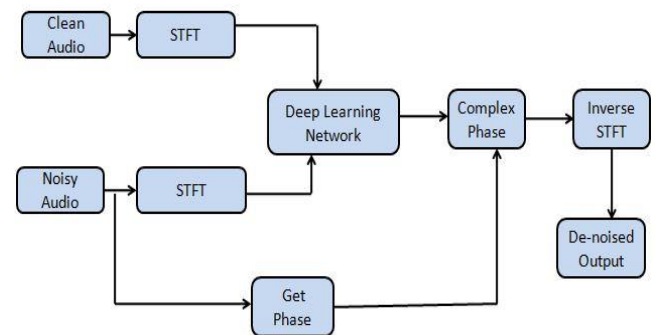 Clean
Audio
STFT
Deep Learning
Network
Complex
Phase
Inverse
STFT
Noisy
Audio
STFT
De-noised
Output
Get
Phase